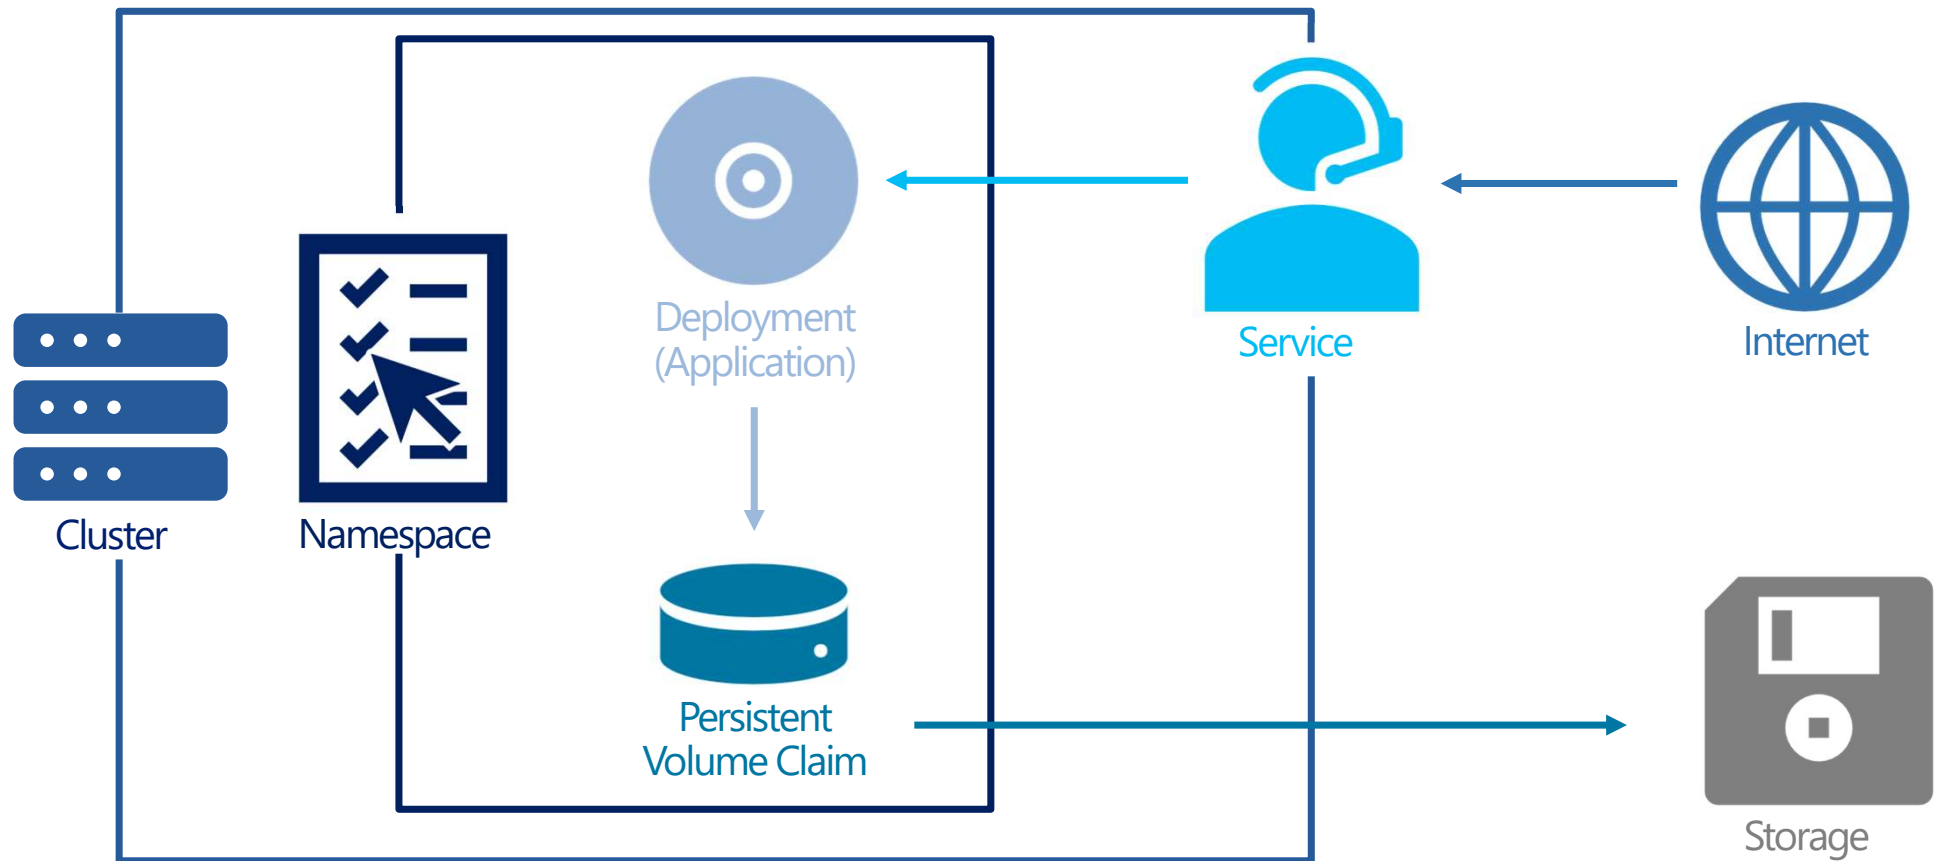 Deployment
(Application)
Service
Internet
Cluster
Namespace
Persistent
Volume Claim
Storage